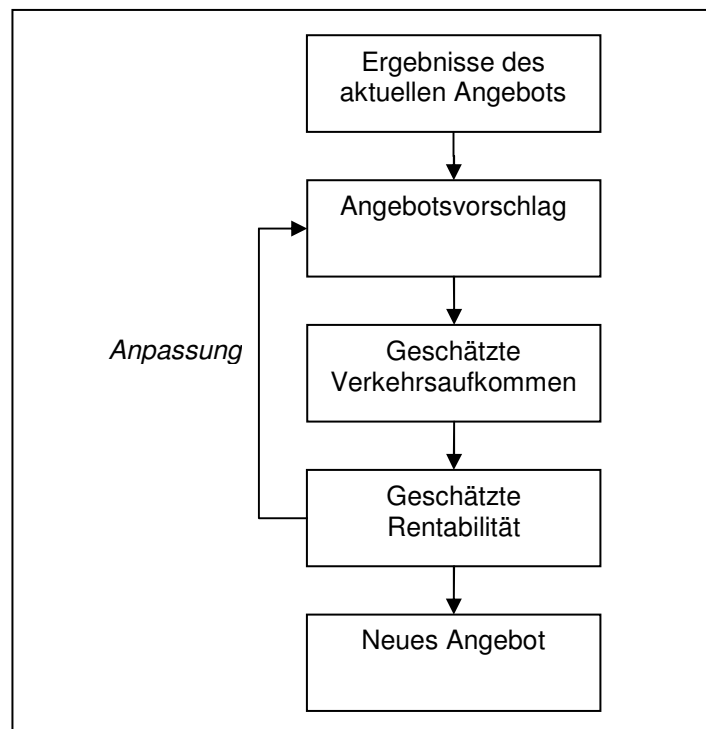 Ergebnisse des
aktuellen Angebots
Angebotsvorschlag
Anpassung
Geschätzte
Verkehrsaufkommen
Geschätzte
Rentabilität
Neues Angebot